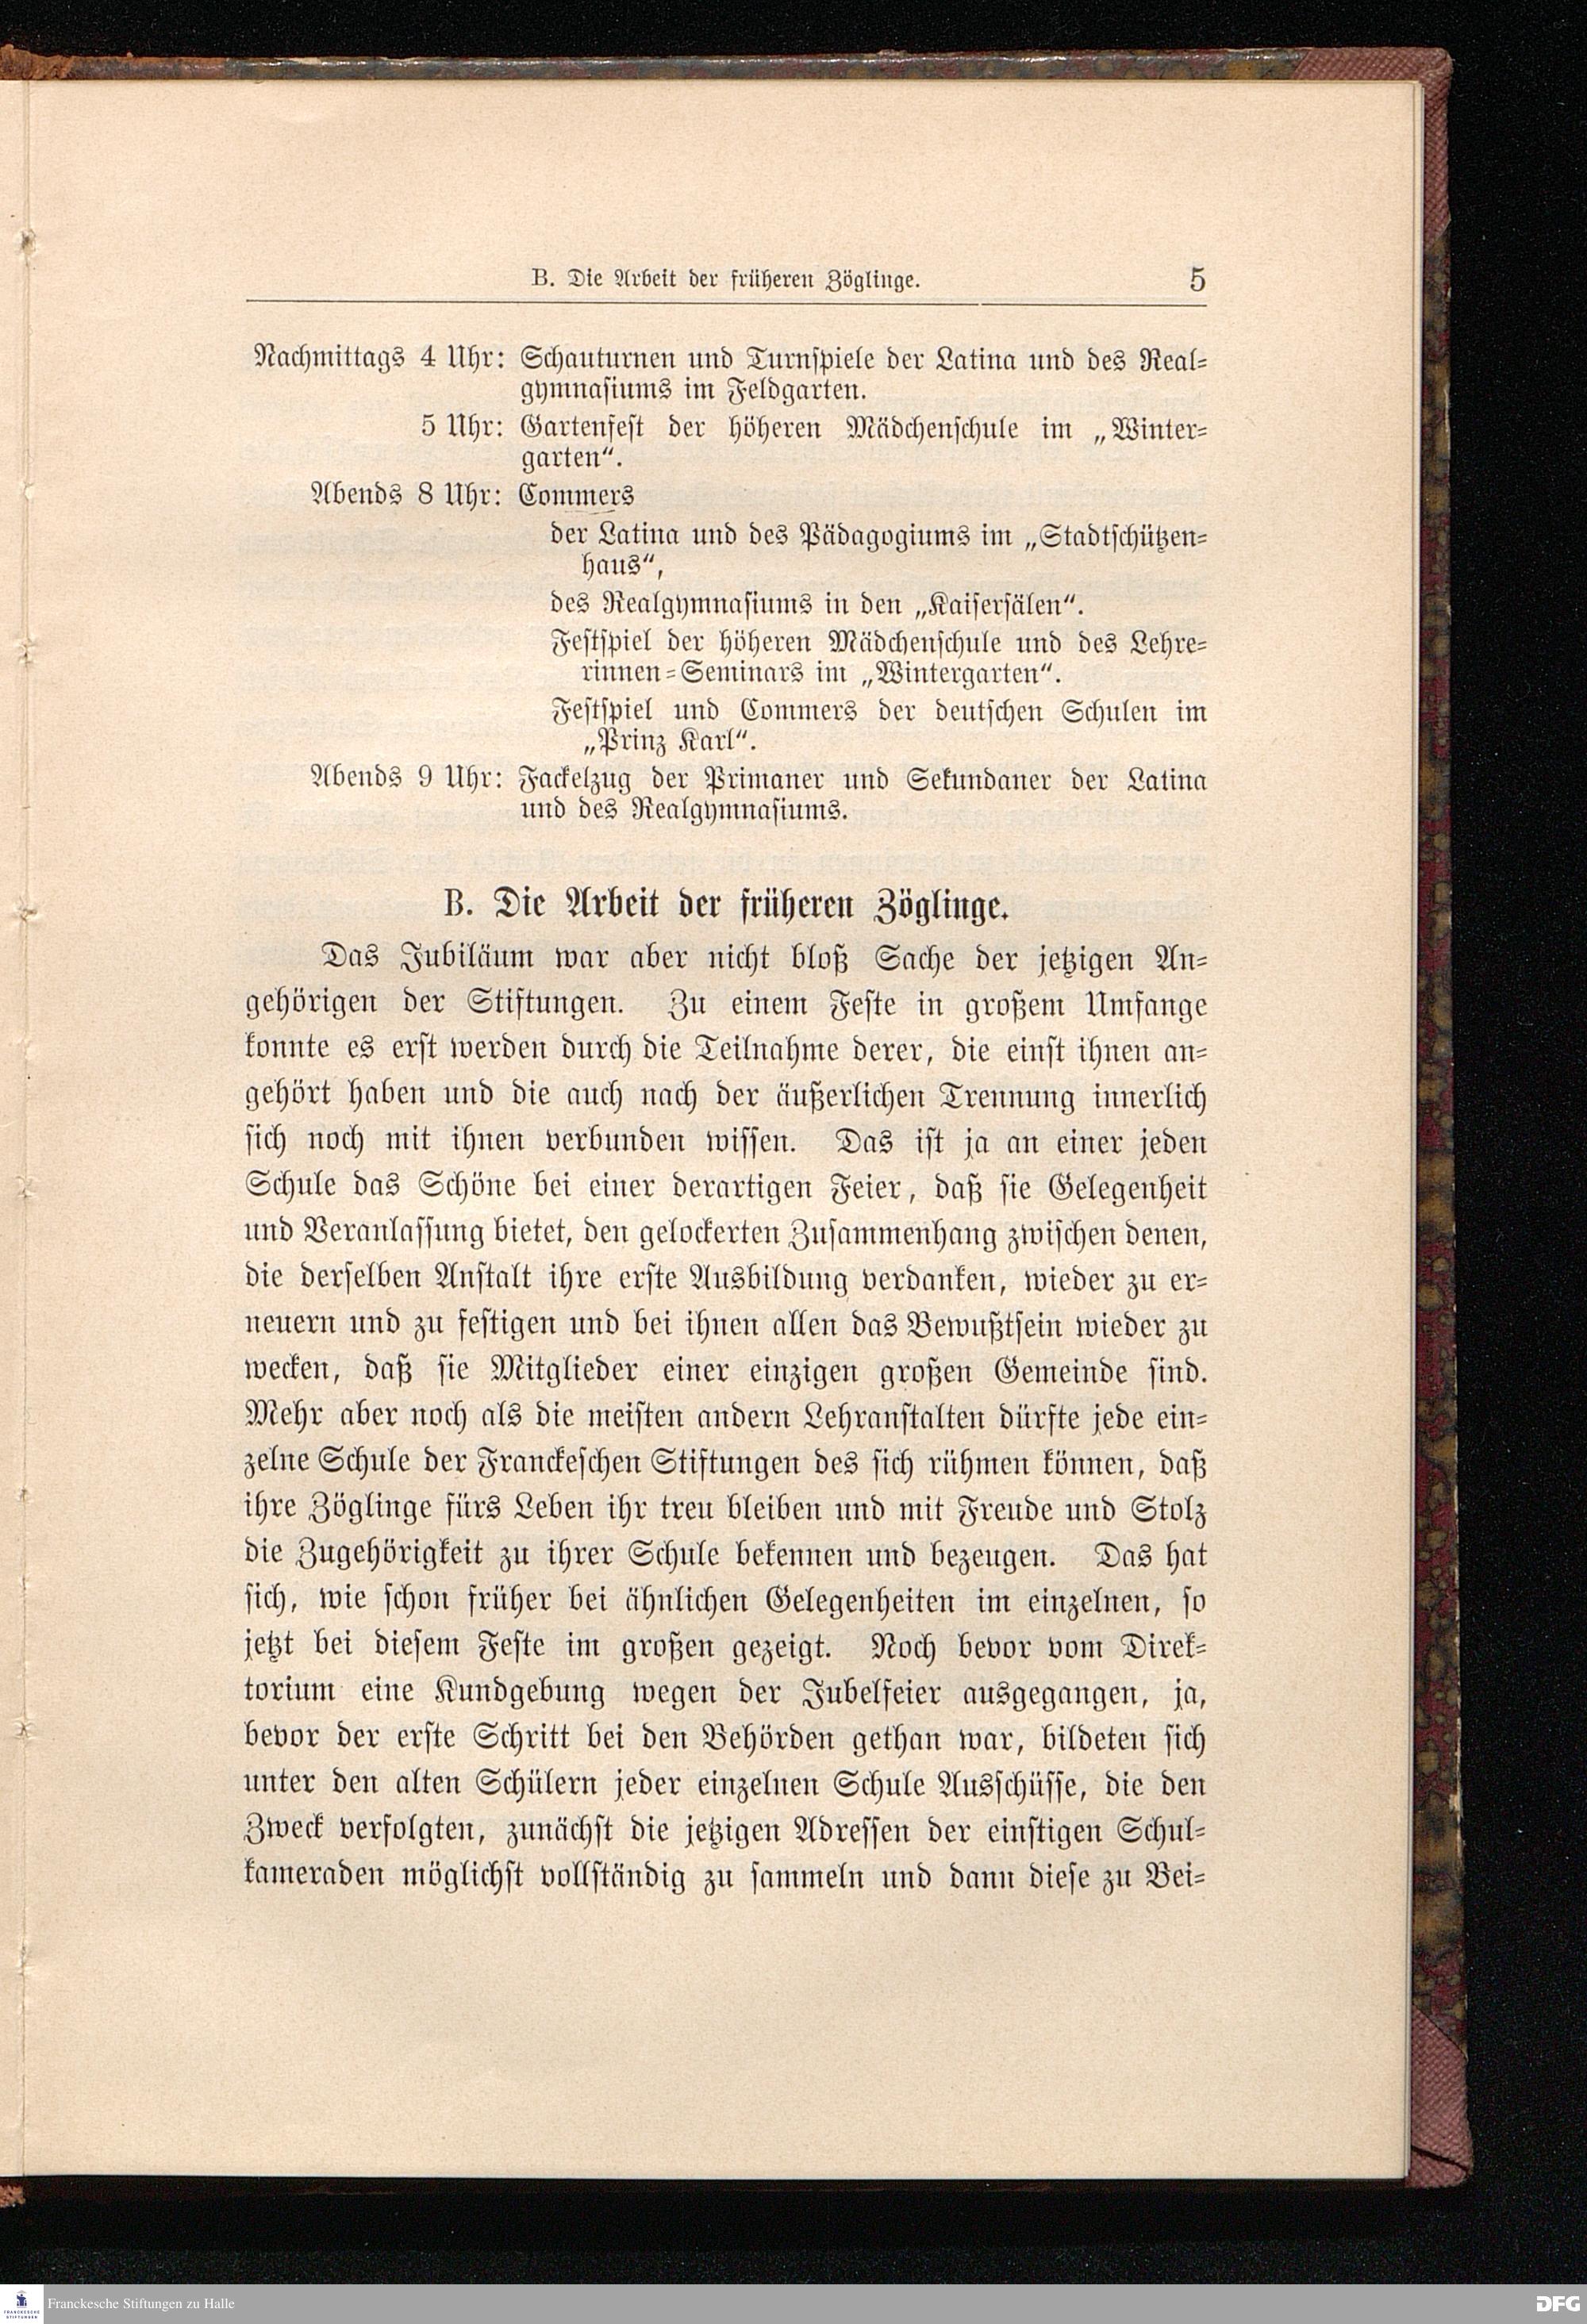 B. Die Arbeit der früheren Zöglinge. 5
Nachmittags 4 Uhr: Schauturnen und Turnspiele der Latina und des Real-
gymnasiums im Feldgarten.
5 Uhr: Gartenfest der höheren Mädchenschule im „Winter-
garten“.
Abends 8 Uhr: Commers
der Latina und des Pädagogiums im „Stadtschützen-
haus“,
des Realgymnasiums in den „Kaisersälen“.
Festspiel der höheren Mädchenschule und des Lehre-
rinnen-Seminars im „Wintergarten“.
Festspiel und Commers der deutschen Schulen im
„Prinz Karl“.
Abends 9 Uhr: Fackelzug der Primaner und Sekundaner der Latina
und des Realgymnasiums.
B. Die Arbeit der früheren Zöglinge.
Das Jubiläum war aber nicht bloß Sache der jetzigen An-
gehörigen der Stiftungen. Zu einem Feste in großem Umfange
konnte es erst werden durch die Teilnahme derer, die einst ihnen an-
gehört haben und die auch nach der äußerlichen Trennung innerlich
sich noch mit ihnen verbunden wissen. Das ist ja an einer jeden
Schule das Schöne bei einer derartigen Feier, daß sie Gelegenheit
und Veranlassung bietet, den gelockerten Zusammenhang zwischen denen,
die derselben Anstalt ihre erste Ausbildung verdanken, wieder zu er-
neuern und zu festigen und bei ihnen allen das Bewußtsein wieder zu
wecken, daß sie Mitglieder einer einzigen großen Gemeinde sind.
Mehr aber noch als die meisten andern Lehranstalten dürfte jede ein-
zelne Schule der Franckeschen Stiftungen des sich rühmen können, daß
ihre Zöglinge fürs Leben ihr treu bleiben und mit Freude und Stolz
die Zugehörigkeit zu ihrer Schule bekennen und bezeugen. Das hat
sich, wie schon früher bei ähnlichen Gelegenheiten im einzelnen, so
jetzt bei diesem Feste im großen gezeigt. Noch bevor vom Direk-
torium eine Kundgebung wegen der Jubelfeier ausgegangen, ja,
bevor der erste Schritt bei den Behörden gethan war, bildeten sich
unter den alten Schülern jeder einzelnen Schule Ausschüsse, die den
Zweck verfolgten, zunächst die jetzigen Adressen der einstigen Schul-
kameraden möglichst vollständig zu sammeln und dann diese zu Bei-
FRANCKESCHE
STIFTUNGEN
Franckesche Stiftungen zu Halle
DFG